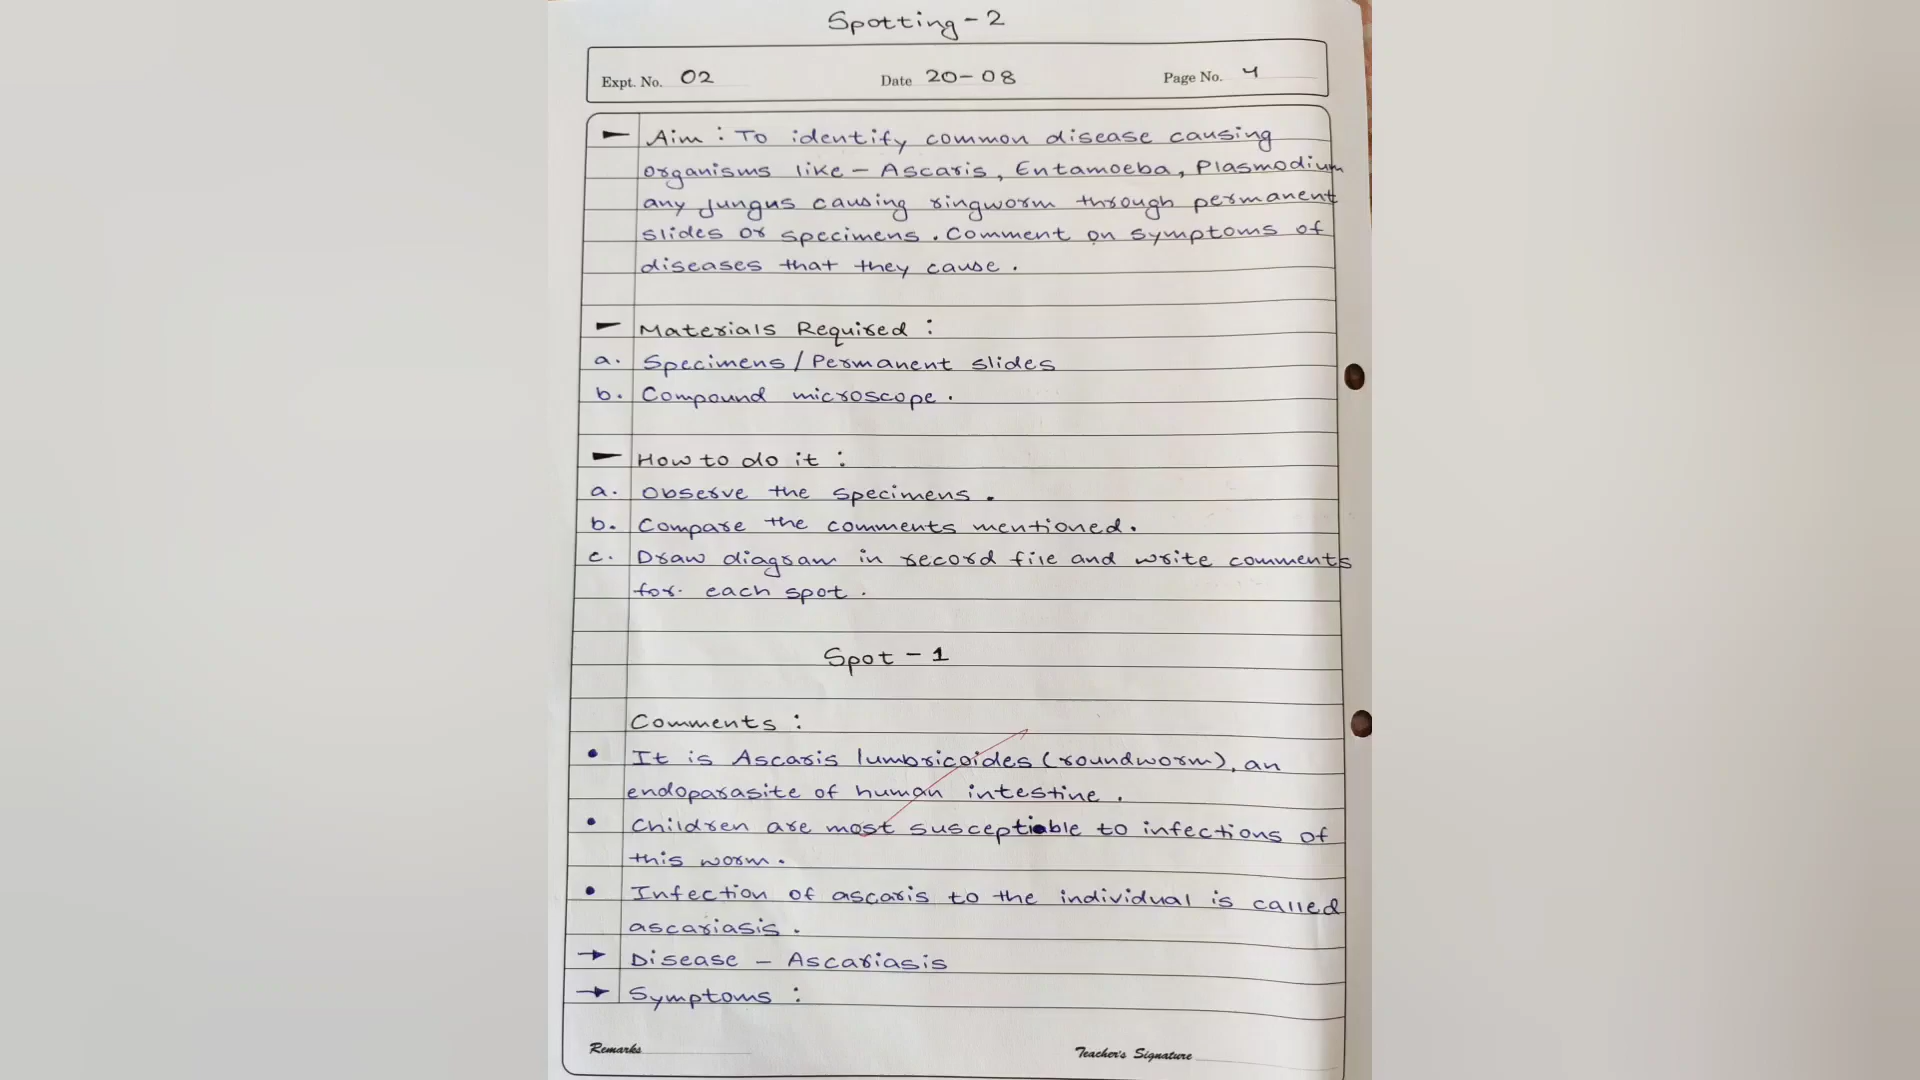 Spotting - 2
Expt. No. 02 Date 20-08 Page No. 4
Aim : To identify common disease causing
organisms like - Ascaris, Entamoeba, Plasmodium
any fungus causing ringworm through permanent
slides or specimens. Comment on symptoms of
diseases that they cause.
Materials Required :
a. Specimens / Permanent slides
b. Compound microscope.
How to do it :
a. Observe the specimens.
b. Compare the comments mentioned.
c. Draw diagram in record file and write comments
for each spot.
Spot - 1
Comments :
• It is Ascaris lumbricoides (roundworm), an
endoparasite of human intestine.
• Children are most susceptiable to infections of
this worm.
• Infection of ascaris to the individual is called
ascariasis.
→ Disease - Ascariasis
→ Symptoms :
Remarks Teacher's Signature